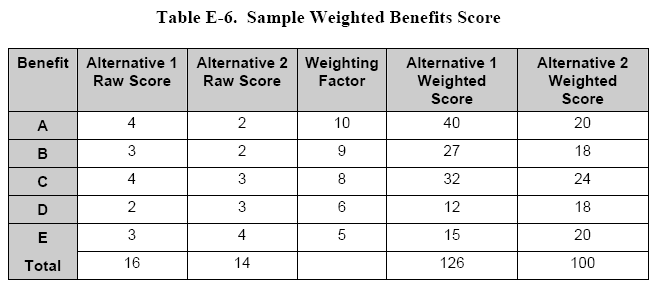 Table E-6. Sample Weighted Benefits Score
Benefit Alternative 1 Raw Score Alternative 2 Raw Score Weighting Factor Alternative 1 Weighted Score Alternative 2 Weighted Score
A 4 2 10 40 20
B 3 2 9 27 18
C 4 3 8 32 24
D 2 3 6 12 18
E 3 4 5 15 20
Total 16 14 126 100